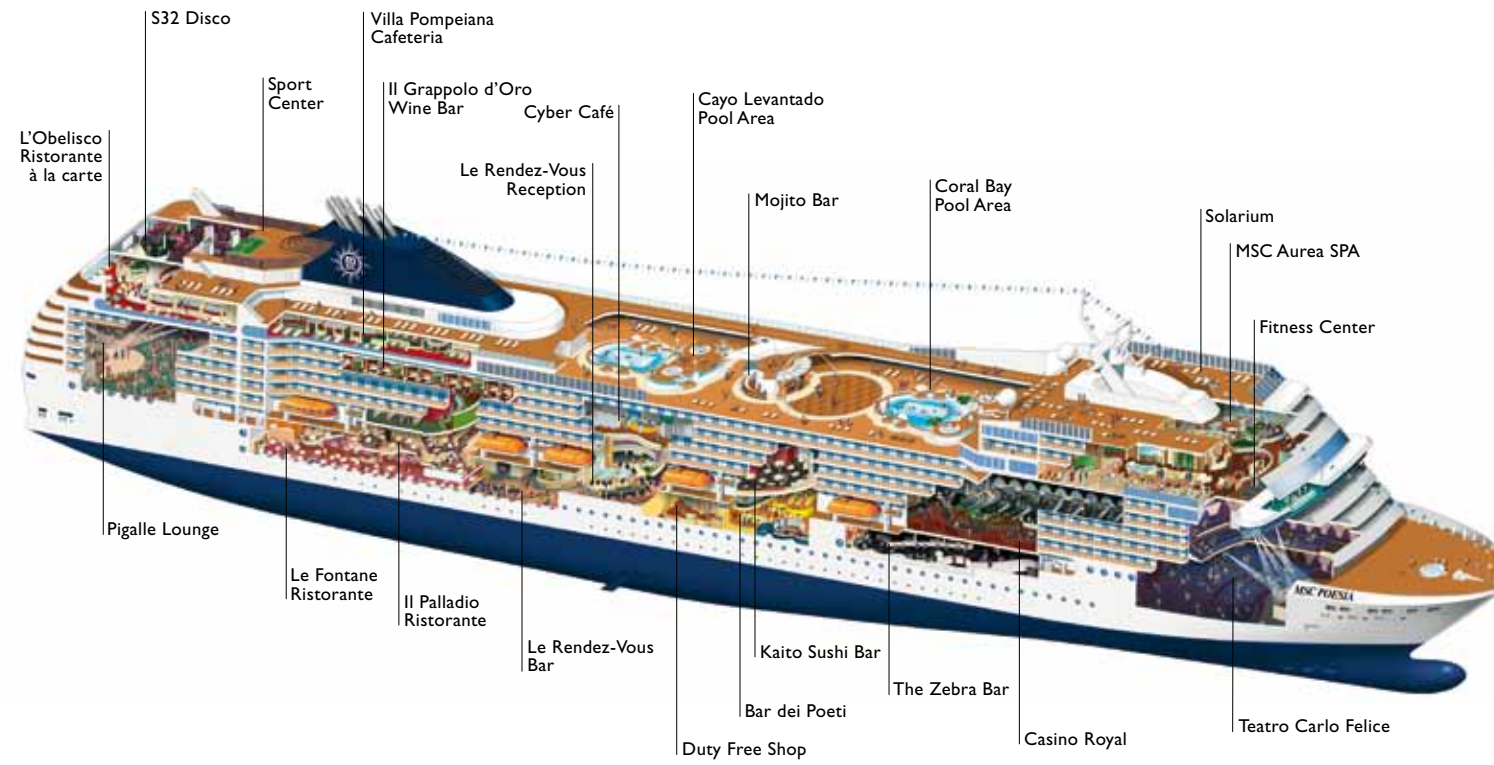 S32 Disco
Villa Pompeiana
Cafeteria
Sport
Center
Il Grappolo d'Oro
Wine Bar
Cyber Café
Cayo Levantado
Pool Area
L'Obelisco
Ristorante
à la carte
Le Rendez-Vous
Reception
Mojito Bar
Coral Bay
Pool Area
Solarium
MSC Aurea SPA
Fitness Center
Pigalle Lounge
Le Fontane
Ristorante
Il Palladio
Ristorante
Le Rendez-Vous
Bar
Kaito Sushi Bar
The Zebra Bar
Bar dei Poeti
Duty Free Shop
Casino Royal
Teatro Carlo Felice
MSC POESIA